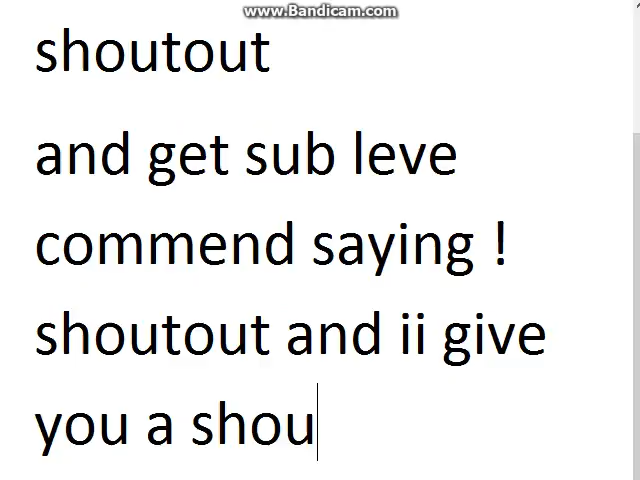 www.Bandicam.com
shoutout
and get sub leve
commend saying !
shoutout and ii give
you a shou